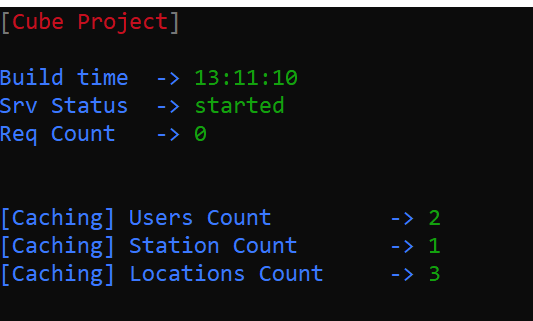 [Cube Project]
Build time -> 13:11:10
Srv Status -> started
Req Count -> 0
[Caching] Users Count -> 2
[Caching] Station Count -> 1
[Caching] Locations Count -> 3